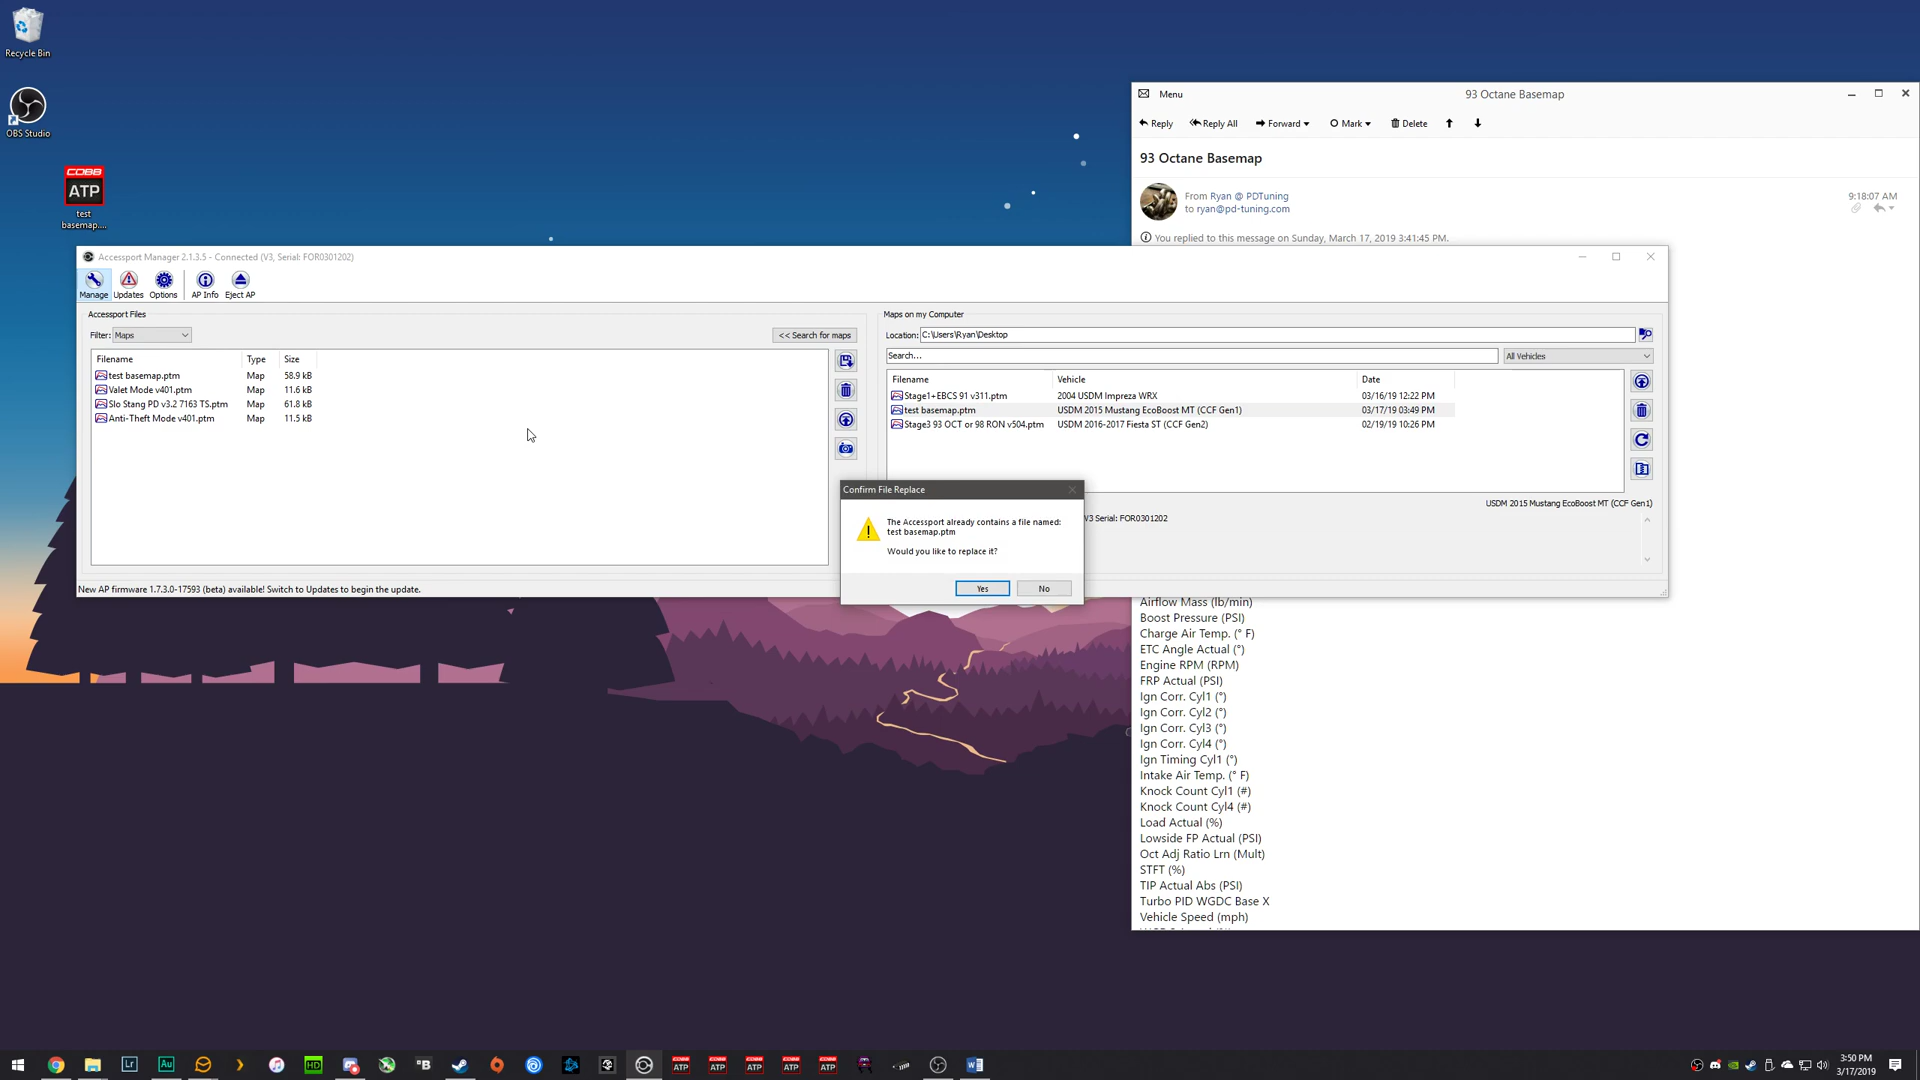 Recycle Bin
OBS Studio
COBB
ATP
test
basemap....
Menu
93 Octane Basemap
Reply
Reply All
Forward
Mark
Delete
93 Octane Basemap
From Ryan @ PDTuning
to ryan@pd-tuning.com
9:18:07 AM
You replied to this message on Sunday, March 17, 2019 3:41:45 PM.
Accessport Manager 2.1.3.5 - Connected (V3, Serial: FOR0301202)
Manage
Updates
Options
AP Info
Eject AP
Accessport Files
Filter: Maps
<< Search for maps
Filename Type Size
test basemap.ptm Map 58.9 kB
Valet Mode v401.ptm Map 11.6 kB
Slo Stang PD v3.2 7163 TS.ptm Map 61.8 kB
Anti-Theft Mode v401.ptm Map 11.5 kB
Maps on my Computer
Location: C:\Users\Ryan\Desktop
Search...
All Vehicles
Filename Vehicle Date
Stage1+EBCS 91 v311.ptm 2004 USDM Impreza WRX 03/16/19 12:22 PM
test basemap.ptm USDM 2015 Mustang EcoBoost MT (CCF Gen1) 03/17/19 03:49 PM
Stage3 93 OCT or 98 RON v504.ptm USDM 2016-2017 Fiesta ST (CCF Gen2) 02/19/19 10:26 PM
USDM 2015 Mustang EcoBoost MT (CCF Gen1)
V3 Serial: FOR0301202
Confirm File Replace
The Accessport already contains a file named:
test basemap.ptm
Would you like to replace it?
Yes
No
New AP firmware 1.7.3.0-17593 (beta) available! Switch to Updates to begin the update.
Airflow Mass (lb/min)
Boost Pressure (PSI)
Charge Air Temp. (° F)
ETC Angle Actual (°)
Engine RPM (RPM)
FRP Actual (PSI)
Ign Corr. Cyl1 (°)
Ign Corr. Cyl2 (°)
Ign Corr. Cyl3 (°)
Ign Corr. Cyl4 (°)
Ign Timing Cyl1 (°)
Intake Air Temp. (° F)
Knock Count Cyl1 (#)
Knock Count Cyl4 (#)
Load Actual (%)
Lowside FP Actual (PSI)
Oct Adj Ratio Lrn (Mult)
STFT (%)
TIP Actual Abs (PSI)
Turbo PID WGDC Base X
Vehicle Speed (mph)
Lr
Au
HD
B
COBB
ATP
COBB
ATP
COBB
ATP
COBB
ATP
COBB
ATP
3:50 PM
3/17/2019